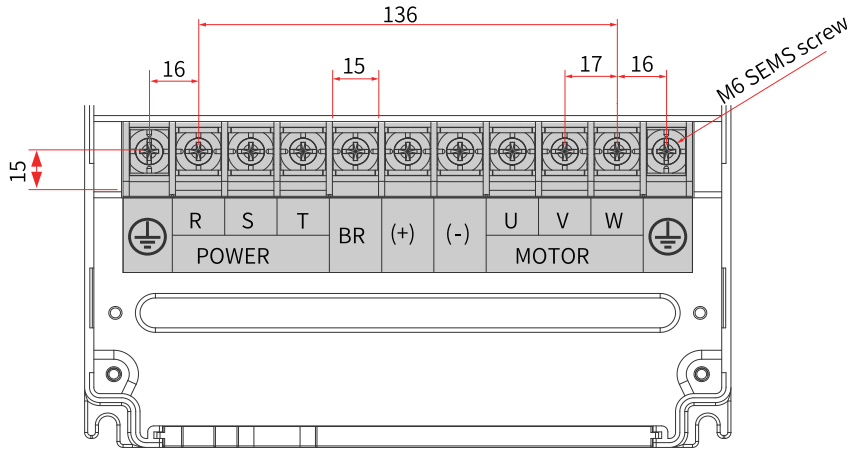 136
16
15
17
16
M6 SEMS screw
15
R S T
BR
(+)
(-)
U V W
POWER
MOTOR